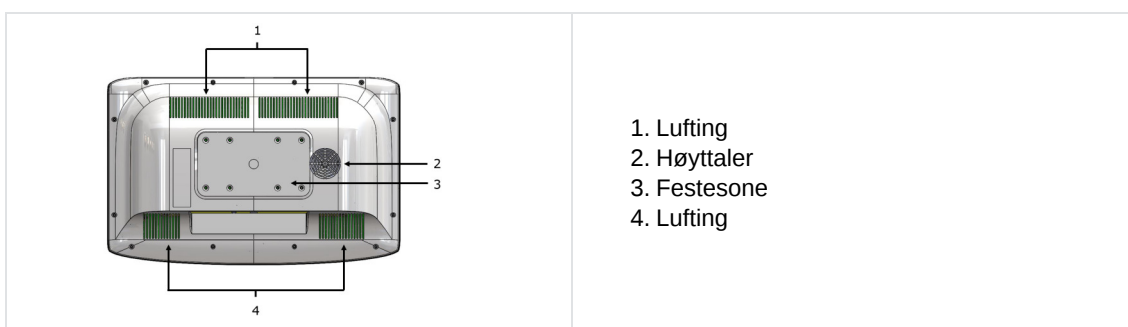 1
2
3
4
1. Lufting
2. Høyttaler
3. Festesone
4. Lufting